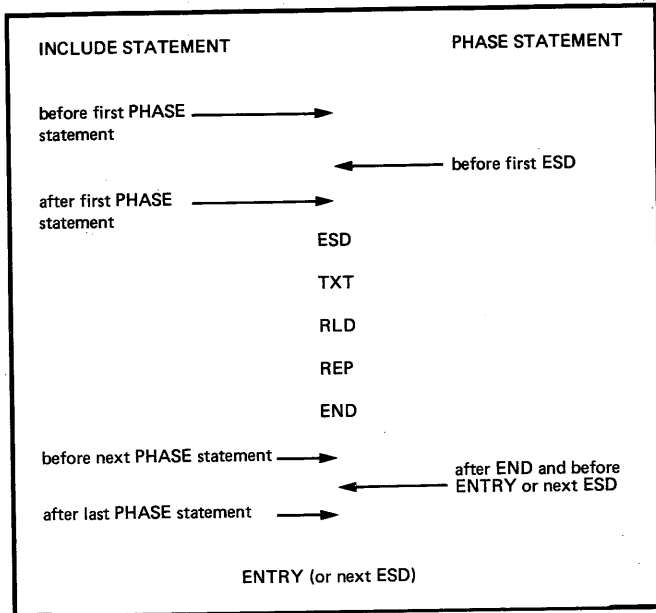 INCLUDE STATEMENT
PHASE STATEMENT
before first PHASE
statement
before first ESD
after first PHASE
statement
ESD
TXT
RLD
REP
END
before next PHASE statement
after END and before
ENTRY or next ESD
after last PHASE statement
ENTRY (or next ESD)